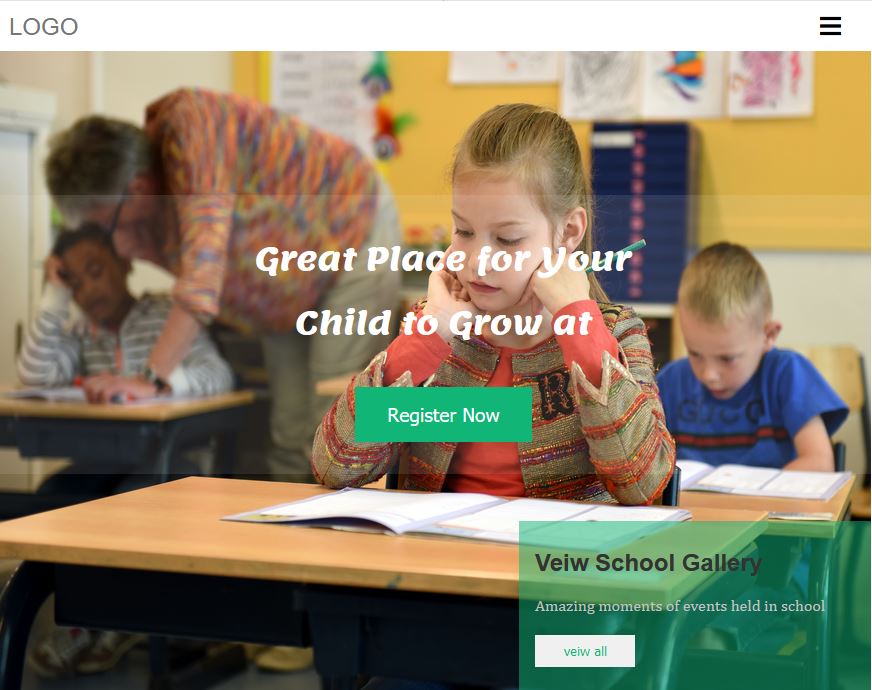 LOGO
Great Place for Your
Child to Grow at
Register Now
Veiw School Gallery
Amazing moments of events held in school
veiw all